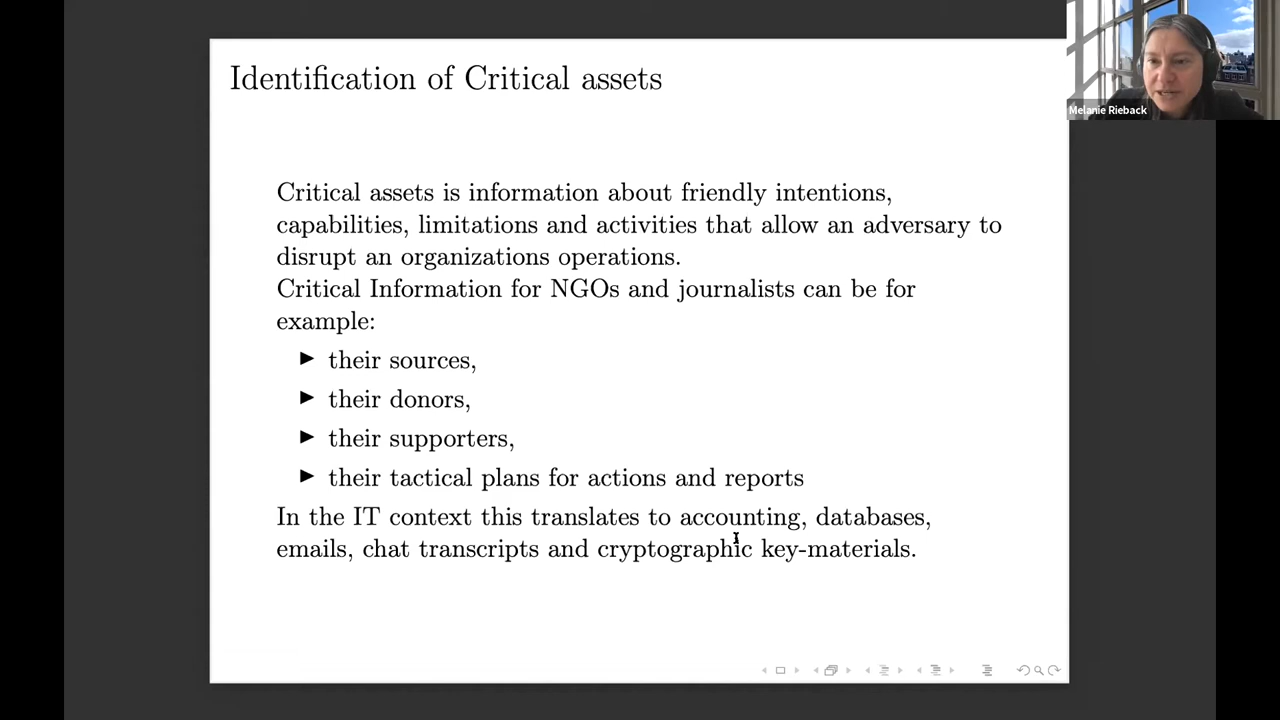 Identification of Critical assets
Melanie Rieback
Critical assets is information about friendly intentions,
capabilities, limitations and activities that allow an adversary to
disrupt an organizations operations.
Critical Information for NGOs and journalists can be for
example:
▶ their sources,
▶ their donors,
▶ their supporters,
▶ their tactical plans for actions and reports
In the IT context this translates to accounting, databases,
emails, chat transcripts and cryptographic key-materials.